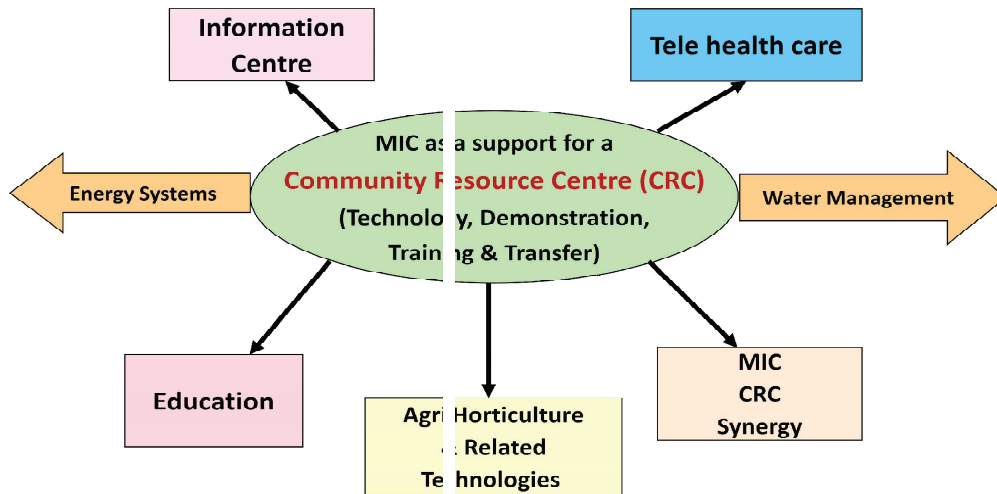 Information
Centre
Tele health care
MIC as a support for a
Community Resource Centre (CRC)
(Technology, Demonstration,
Training & Transfer)
Energy Systems
Water Management
Education
Agri Horticulture
& Related
Technologies
MIC
CRC
Synergy